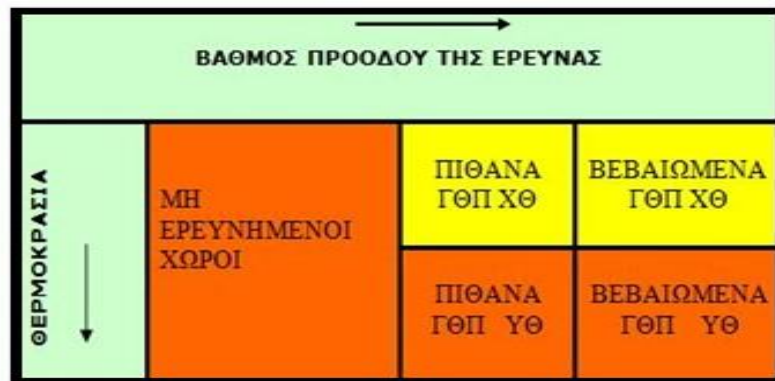 ΒΑΘΜΟΣ ΠΡΟΟΔΟΥ ΤΗΣ ΕΡΕΥΝΑΣ
ΘΕΡΜΟΚΡΑΣΙΑ
ΜΗ
ΕΡΕΥΝΗΜΕΝΟΙ
ΧΩΡΟΙ
ΠΙΘΑΝΑ
ΓΘΠ ΧΘ
ΒΕΒΑΙΩΜΕΝΑ
ΓΘΠ ΧΘ
ΠΙΘΑΝΑ
ΓΘΠ ΥΘ
ΒΕΒΑΙΩΜΕΝΑ
ΓΘΠ ΥΘ